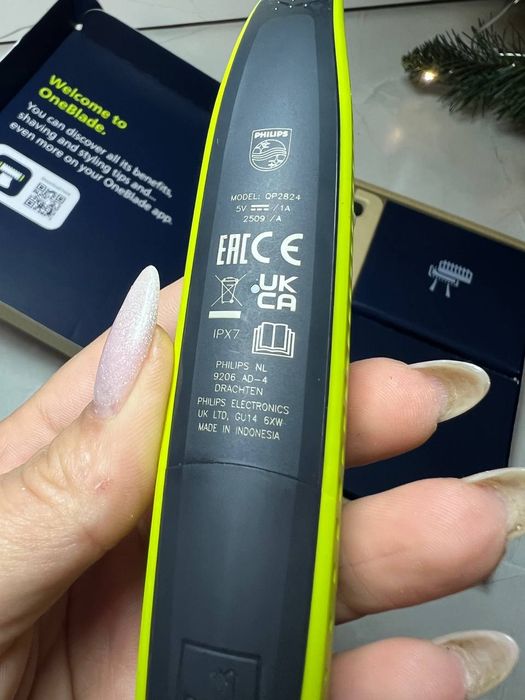 Welcome to
OneBlade.
You can discover all its benefits,
shaving and styling tips and...
even more on your OneBlade app.
PHILIPS
MODEL: QP2824
5V ⎓ /1A
2509 /A
EAC CE
UK
CA
IPX7
PHILIPS NL
9206 AD-4
DRACHTEN
PHILIPS ELECTRONICS
UK LTD, GU14 6XW
MADE IN INDONESIA